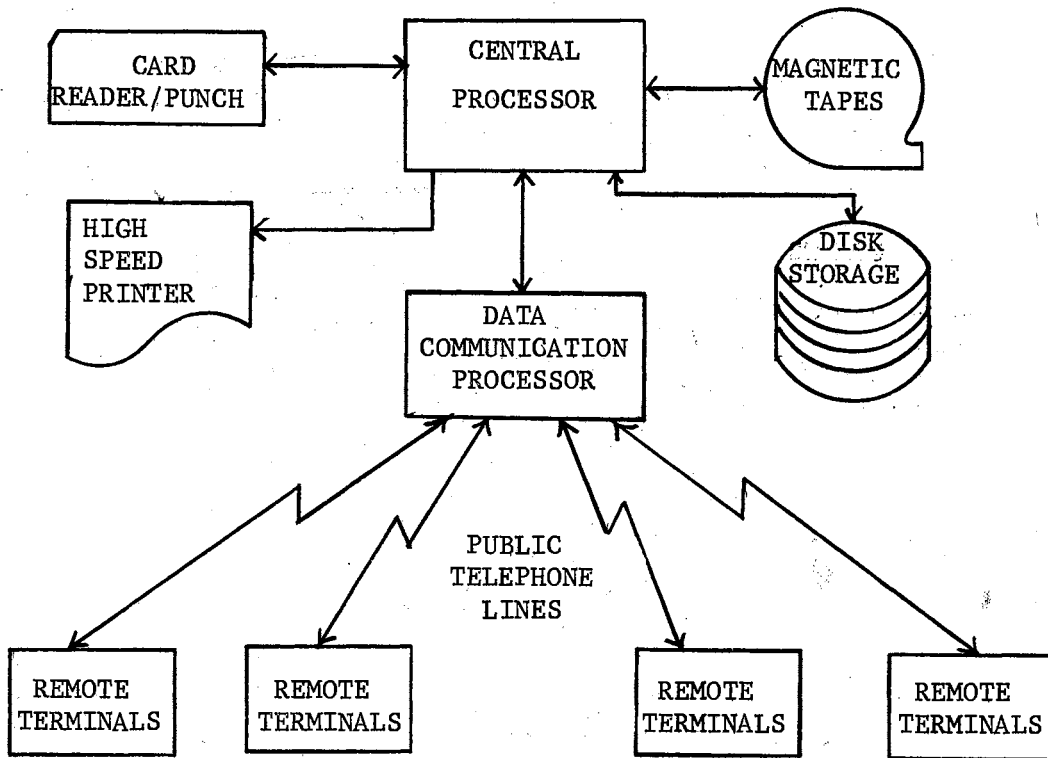 CARD
READER/PUNCH
CENTRAL
PROCESSOR
MAGNETIC
TAPES
HIGH
SPEED
PRINTER
DISK
STORAGE
DATA
COMMUNICATION
PROCESSOR
PUBLIC
TELEPHONE
LINES
REMOTE
TERMINALS
REMOTE
TERMINALS
REMOTE
TERMINALS
REMOTE
TERMINALS